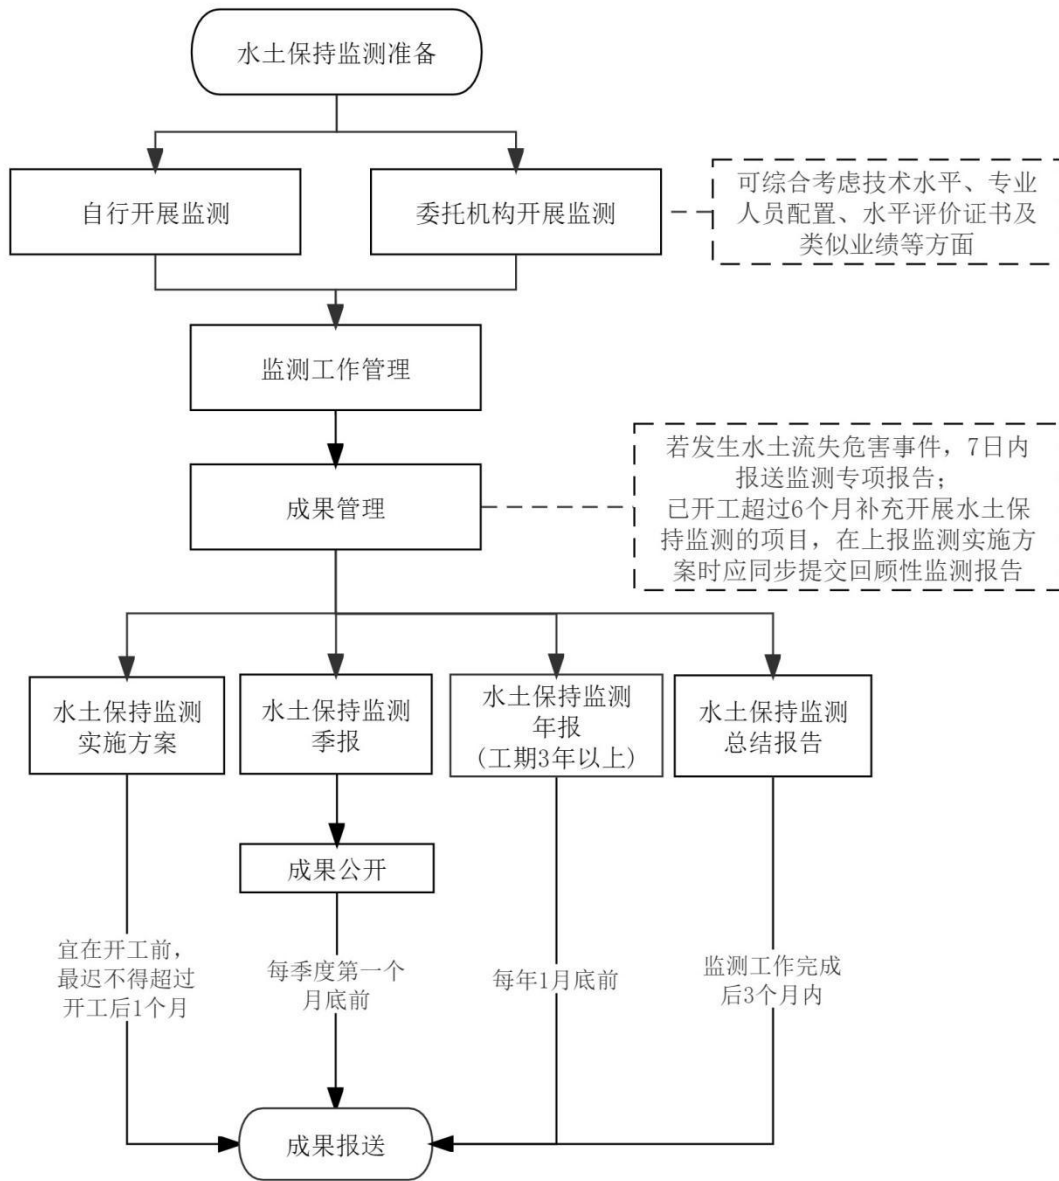 水土保持监测准备
自行开展监测
委托机构开展监测
可综合考虑技术水平、专业
人员配置、水平评价证书及
类似业绩等方面
监测工作管理
成果管理
若发生水土流失危害事件，7日内
报送监测专项报告；
已开工超过6个月补充开展水土保
持监测的项目，在上报监测实施方
案时应同步提交回顾性监测报告
水土保持监测
实施方案
水土保持监测
季报
水土保持监测
年报
(工期3年以上)
水土保持监测
总结报告
成果公开
宜在开工前，
最迟不得超过
开工后1个月
每季度第一个
月底前
每年1月底前
监测工作完成
后3个月内
成果报送